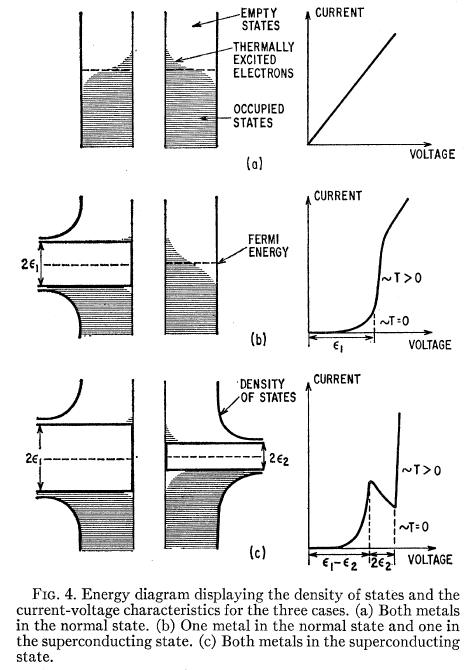 EMPTY
STATES
THERMALLY
EXCITED
ELECTRONS
OCCUPIED
STATES
CURRENT
VOLTAGE
(a)
2ϵ₁
FERMI
ENERGY
CURRENT
~T>0
~T=0
ϵ₁
VOLTAGE
(b)
2ϵ₁
DENSITY
OF STATES
2ϵ₂
CURRENT
~T>0
~T=0
ϵ₁-ϵ₂
2ϵ₂
VOLTAGE
(c)
FIG. 4. Energy diagram displaying the density of states and the
current-voltage characteristics for the three cases. (a) Both metals
in the normal state. (b) One metal in the normal state and one in
the superconducting state. (c) Both metals in the superconducting
state.